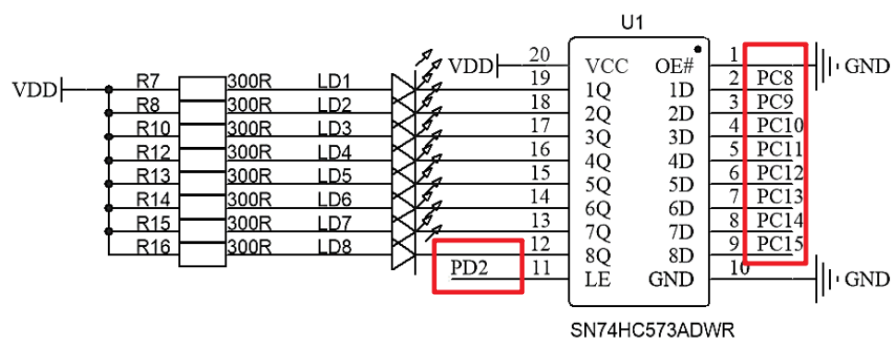 U1
VDD 20 VCC OE# 1 GND
VDD R7 300R LD1 19 1Q 1D 2 PC8
R8 300R LD2 18 2Q 2D 3 PC9
R10 300R LD3 17 3Q 3D 4 PC10
R12 300R LD4 16 4Q 4D 5 PC11
R13 300R LD5 15 5Q 5D 6 PC12
R14 300R LD6 14 6Q 6D 7 PC13
R15 300R LD7 13 7Q 7D 8 PC14
R16 300R LD8 12 8Q 8D 9 PC15
PD2 11 LE GND 10 GND
SN74HC573ADWR